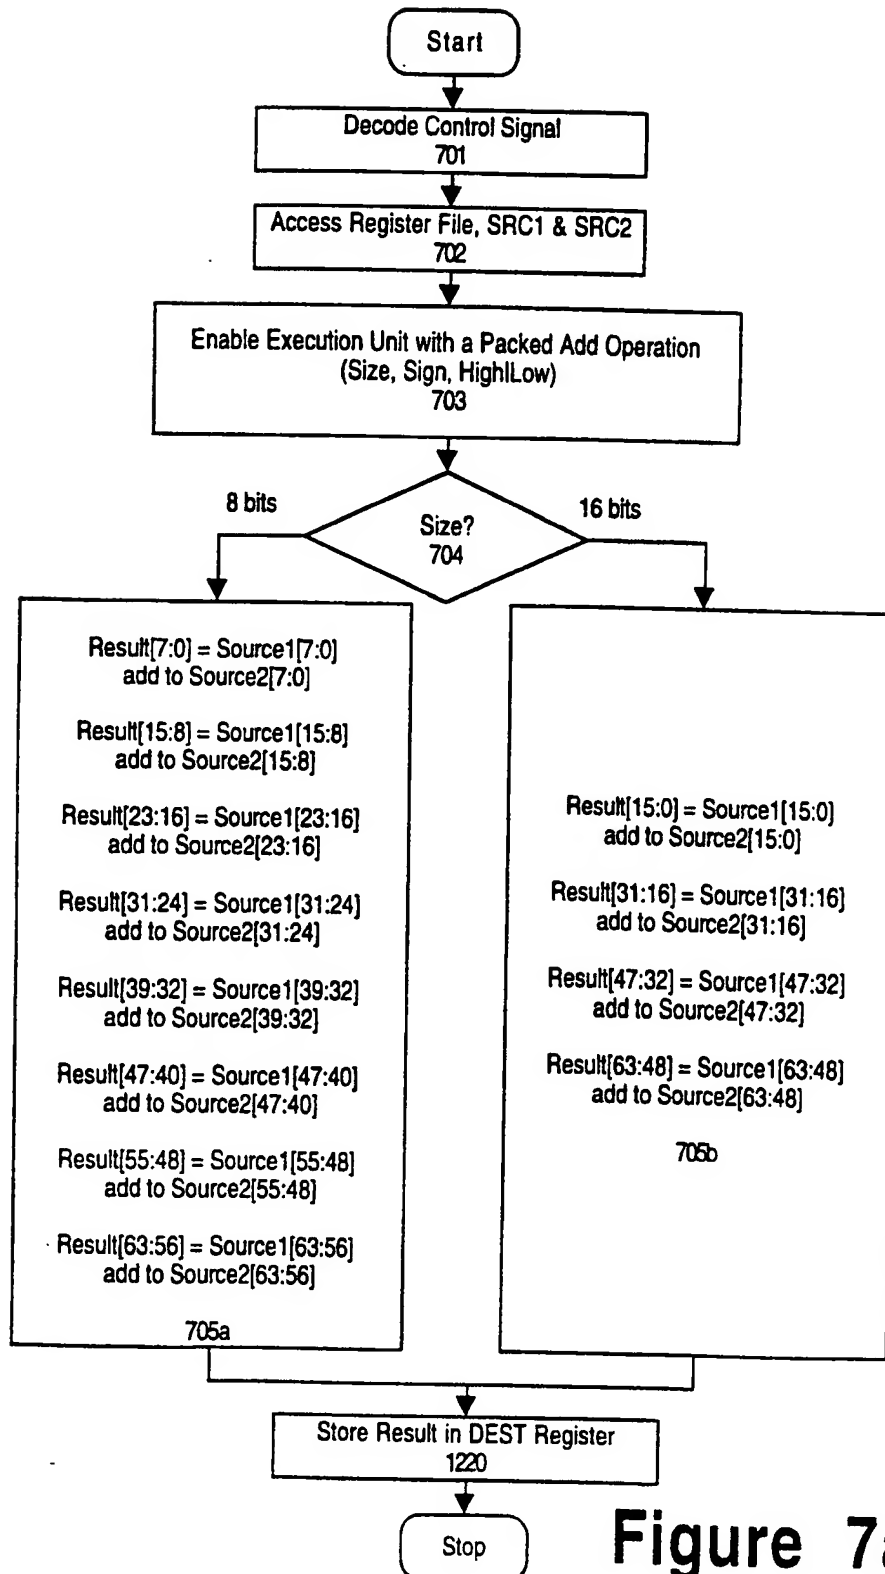 Start
Decode Control Signal
701
Access Register File, SRC1 & SRC2
702
Enable Execution Unit with a Packed Add Operation
(Size, Sign, HighlLow)
703
8 bits
Size?
704
16 bits
Result[7:0] = Source1[7:0]
add to Source2[7:0]
Result[15:8] = Source1[15:8]
add to Source2[15:8]
Result[23:16] = Source1[23:16]
add to Source2[23:16]
Result[31:24] = Source1[31:24]
add to Source2[31:24]
Result[39:32] = Source1[39:32]
add to Source2[39:32]
Result[47:40] = Source1[47:40]
add to Source2[47:40]
Result[55:48] = Source1[55:48]
add to Source2[55:48]
Result[63:56] = Source1[63:56]
add to Source2[63:56]
705a
Result[15:0] = Source1[15:0]
add to Source2[15:0]
Result[31:16] = Source1[31:16]
add to Source2[31:16]
Result[47:32] = Source1[47:32]
add to Source2[47:32]
Result[63:48] = Source1[63:48]
add to Source2[63:48]
705b
Store Result in DEST Register
1220
Stop
Figure 7a